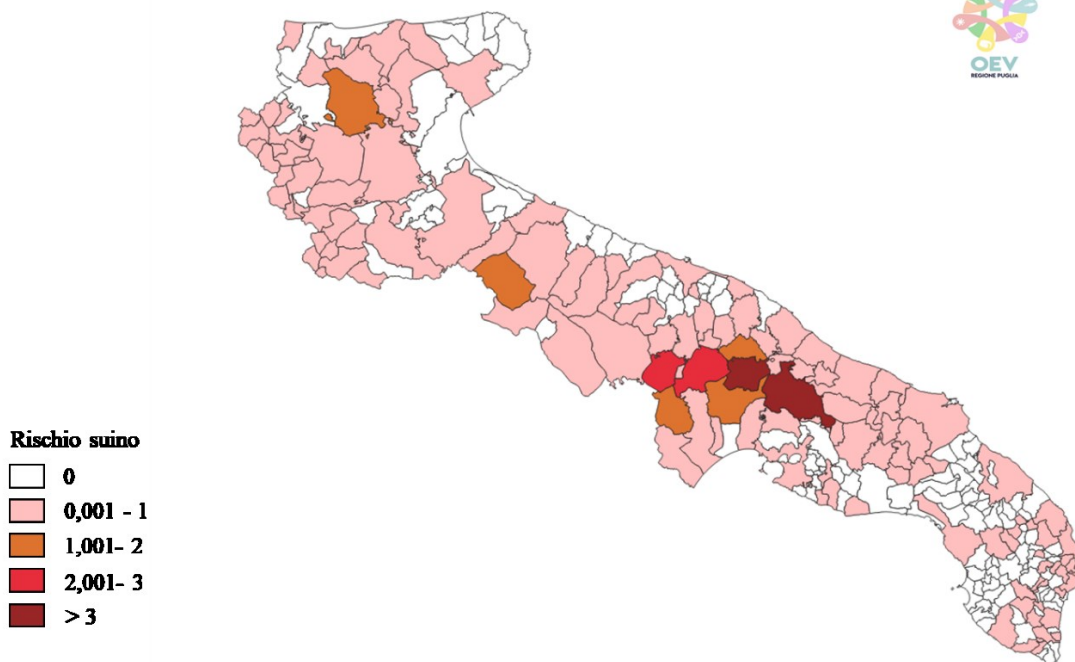 OEV
REGIONE PUGLIA
Rischio suino
0
0,001 - 1
1,001- 2
2,001- 3
> 3